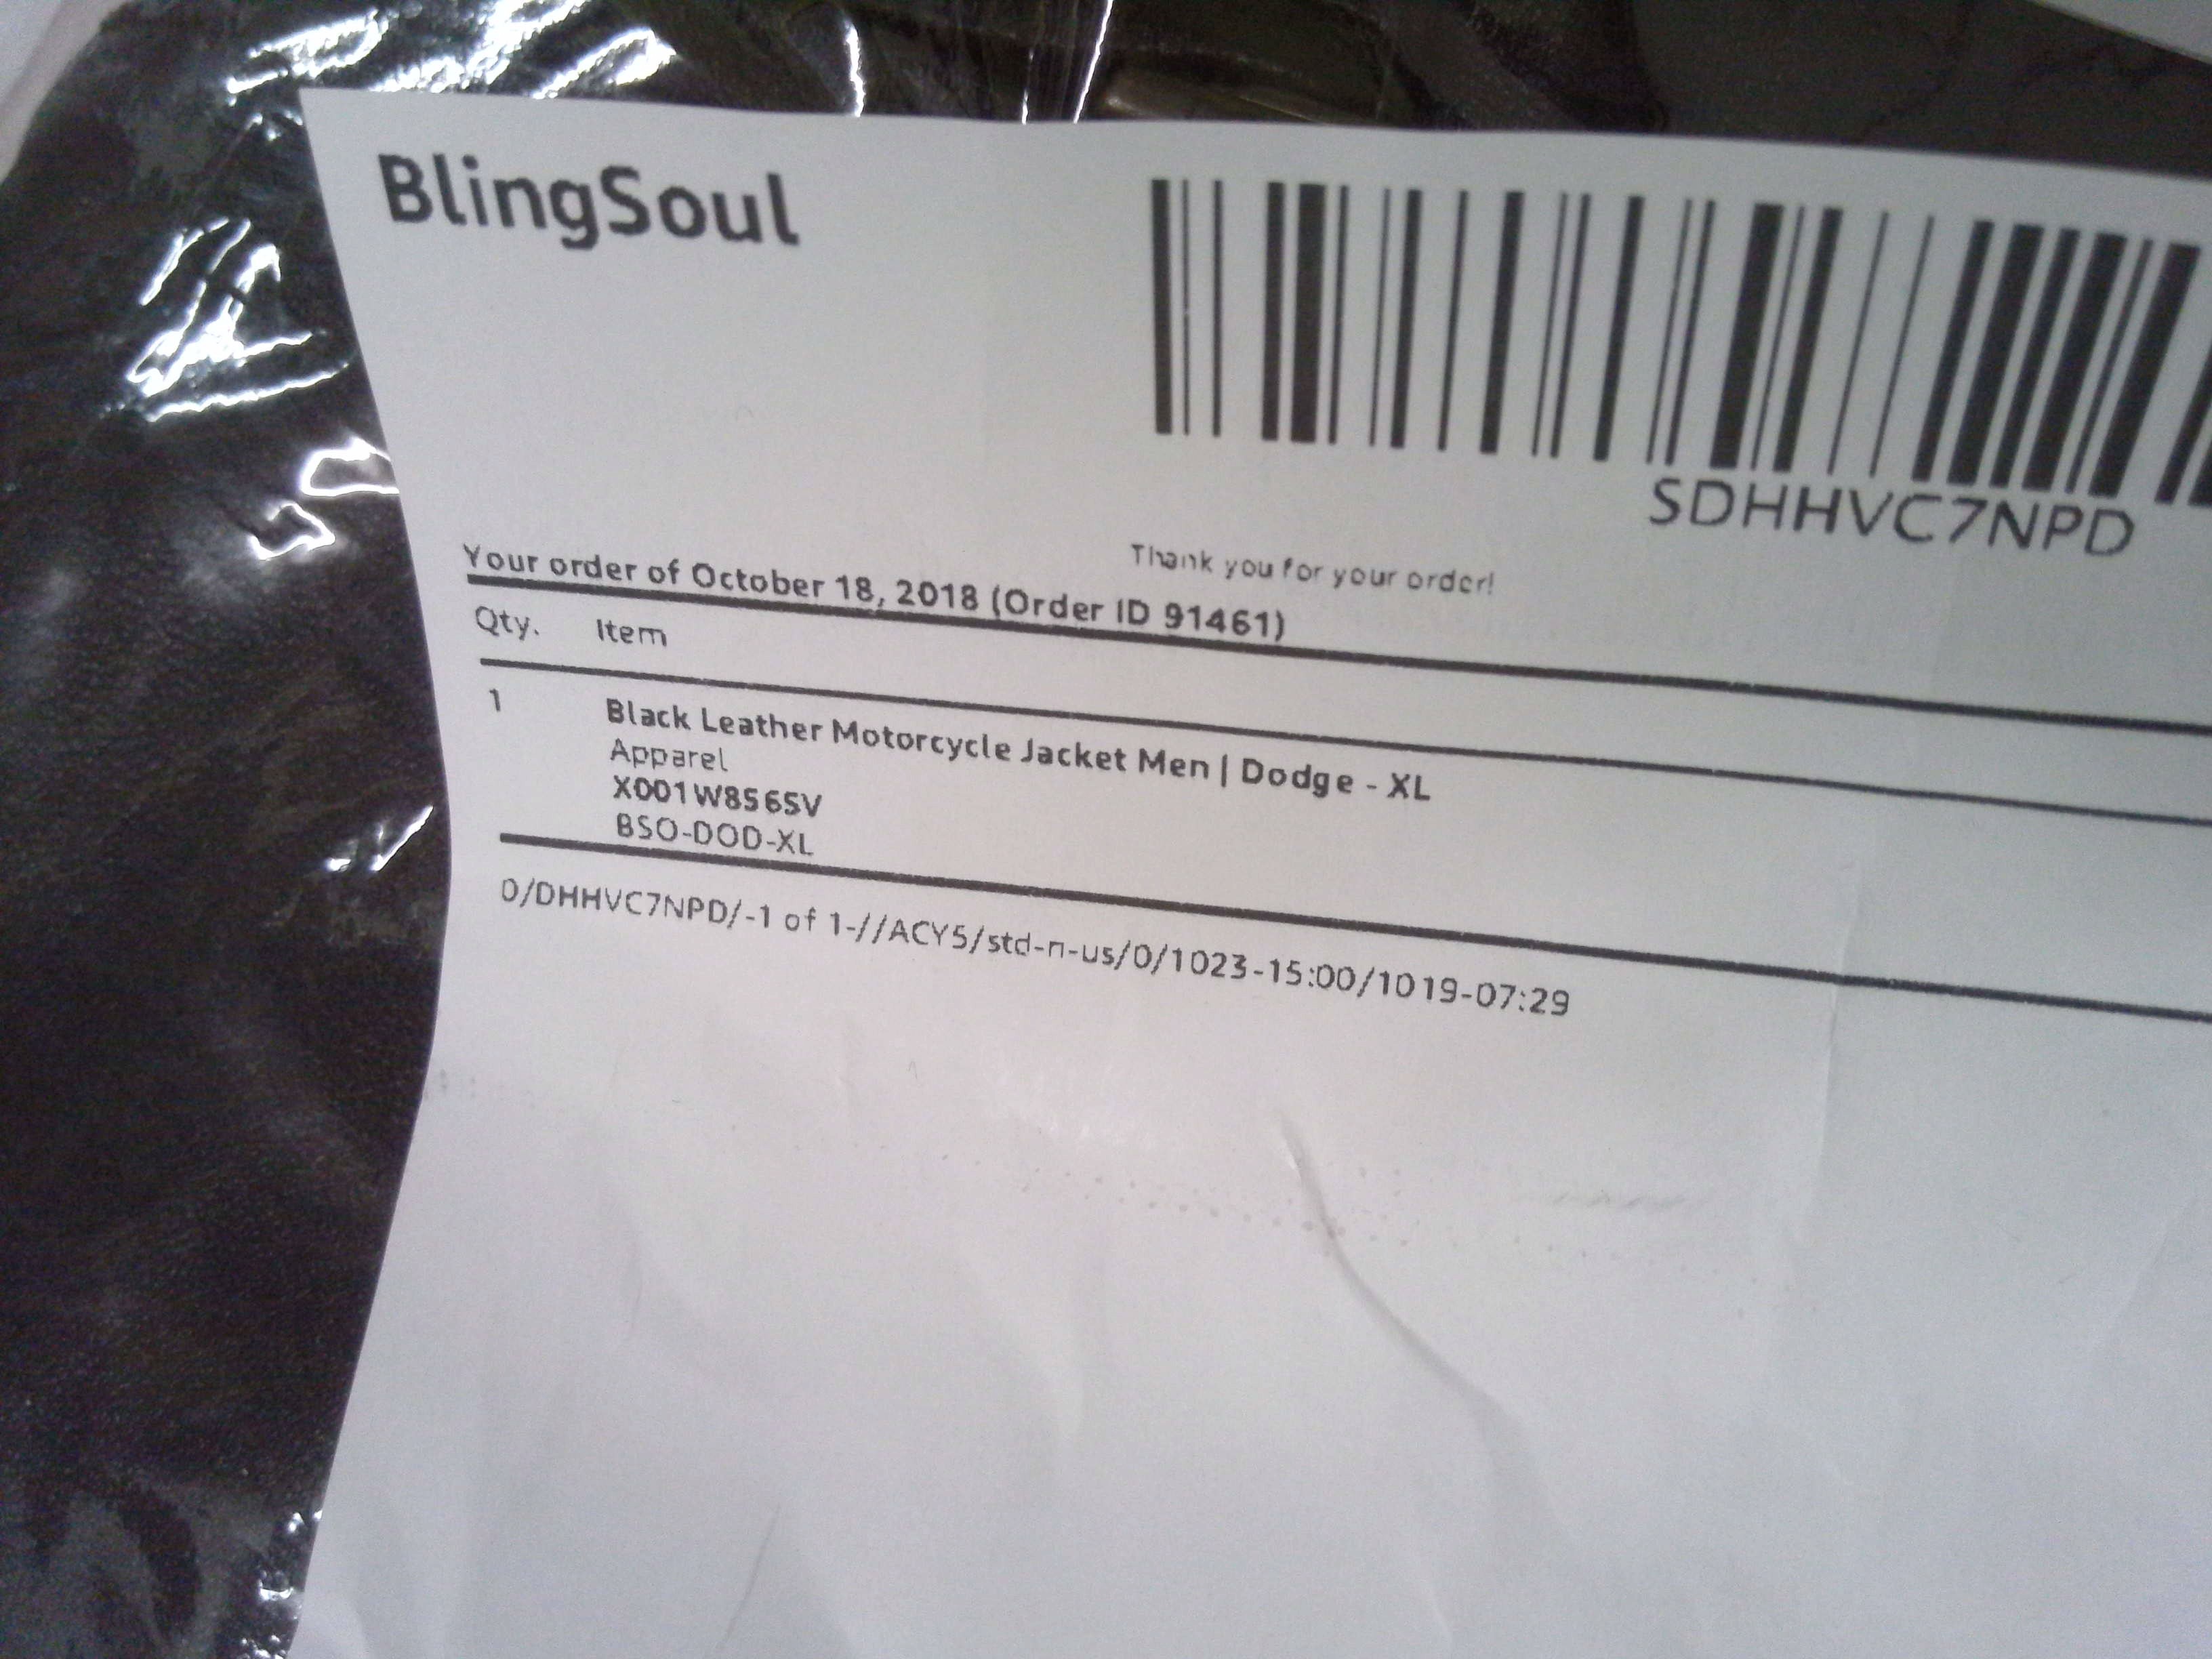 BlingSoul
SDHHVC7NPD
Thank you for your order!
Your order of October 18, 2018 (Order ID 91461)
Qty. Item
1 Black Leather Motorcycle Jacket Men | Dodge - XL
Apparel
X001W856SV
BSO-DOD-XL
0/DHHVC7NPD/-1 of 1-//ACY5/std-n-us/0/1023-15:00/1019-07:29